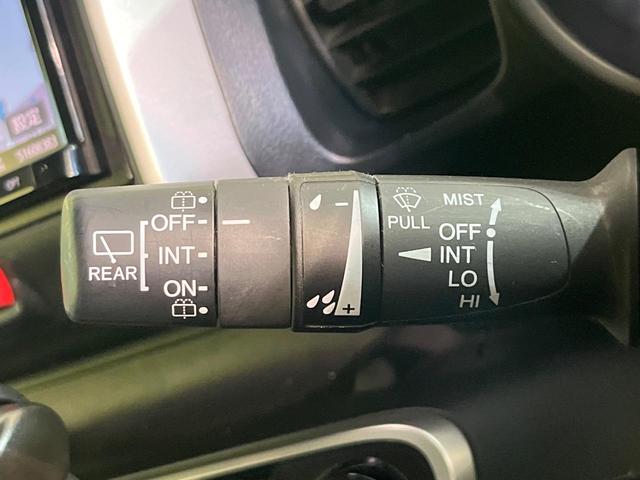 REAR
OFF
INT
ON
−
+
PULL
MIST
OFF
INT
LO
HI